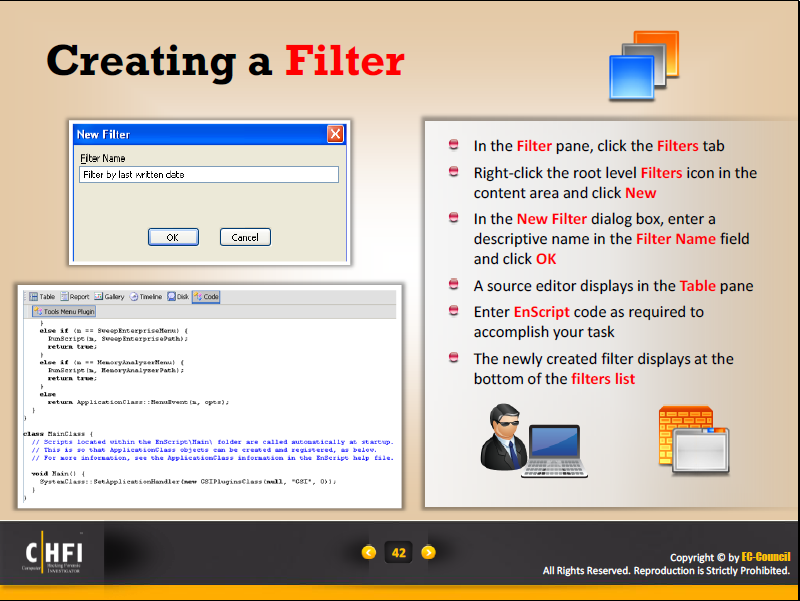 Creating a Filter
New Filter
Filter Name
Filter by last written date
OK
Cancel
In the Filter pane, click the Filters tab
Right-click the root level Filters icon in the
content area and click New
In the New Filter dialog box, enter a
descriptive name in the Filter Name field
and click OK
A source editor displays in the Table pane
Enter EnScript code as required to
accomplish your task
The newly created filter displays at the
bottom of the filters list
Table Report Gallery Timeline Disk Code
Tools Menu Plugin
}
else if (m == SweepEnterpriseMenu) {
RunScript(m, SweepEnterprisePath);
return true;
}
else if (m == MemoryAnalyzerMenu) {
RunScript(m, MemoryAnalyzerPath);
return true;
}
else
return ApplicationClass::MenuEvent(m, opts);
}
}
class MainClass {
// Scripts located within the EnScript\Main\ folder are called automatically at startup.
// This is so that ApplicationClass objects can be created and registered, as below.
// For more information, see the ApplicationClass information in the EnScript help file.
void Main() {
SystemClass::SetApplicationHandler(new GSIPluginsClass(null, "GSI", 0));
}
}
CHFI
Computer Hacking Forensic
INVESTIGATOR
42
Copyright © by EC-Council
All Rights Reserved. Reproduction is Strictly Prohibited.